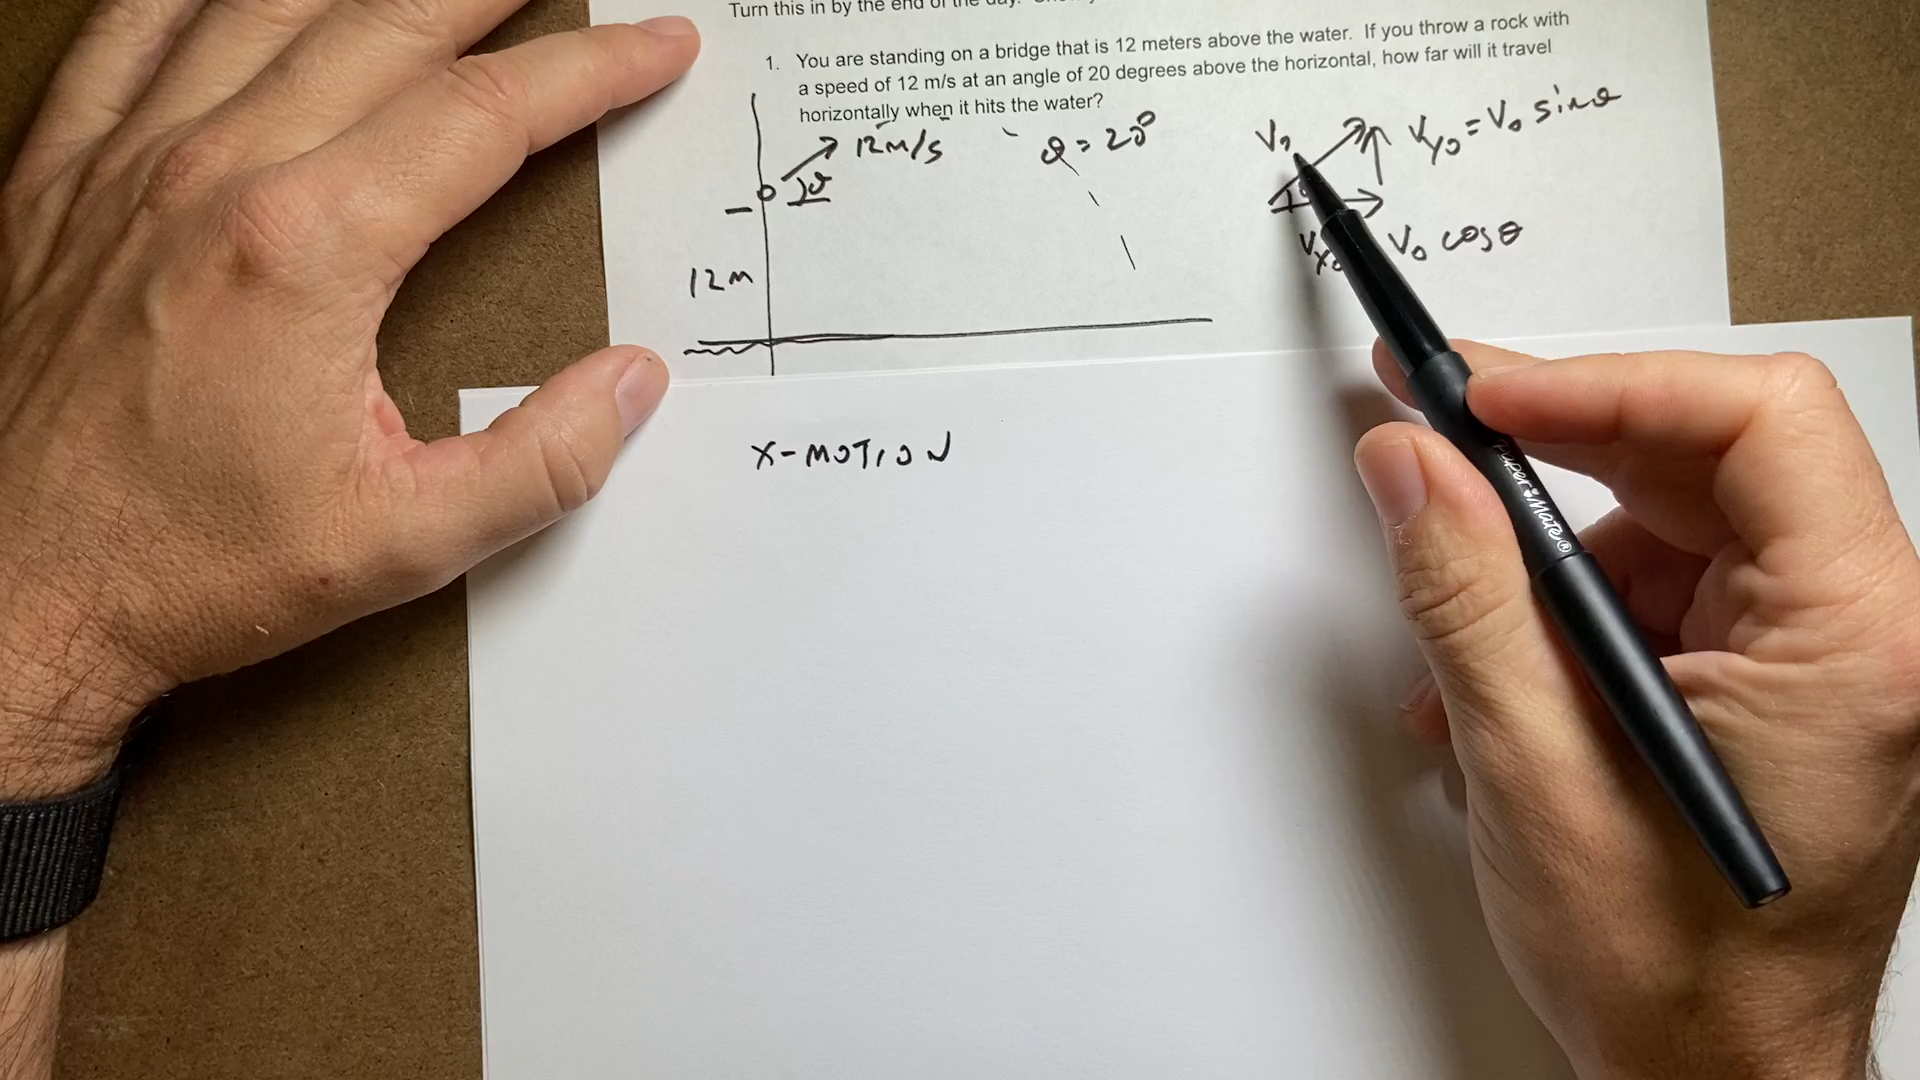 Turn this in by the end of the day.
1. You are standing on a bridge that is 12 meters above the water. If you throw a rock with
a speed of 12 m/s at an angle of 20 degrees above the horizontal, how far will it travel
horizontally when it hits the water?
12m/s
θ = 20°
V₀
Vy₀ = V₀ sinθ
θ
Vx₀
V₀ cosθ
12m
X-MOTION
Paper Mate®